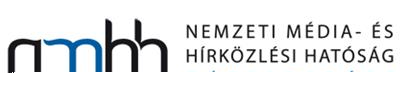 nmhh
NEMZETI MÉDIA- ÉS
HÍRKÖZLÉSI HATÓSÁG